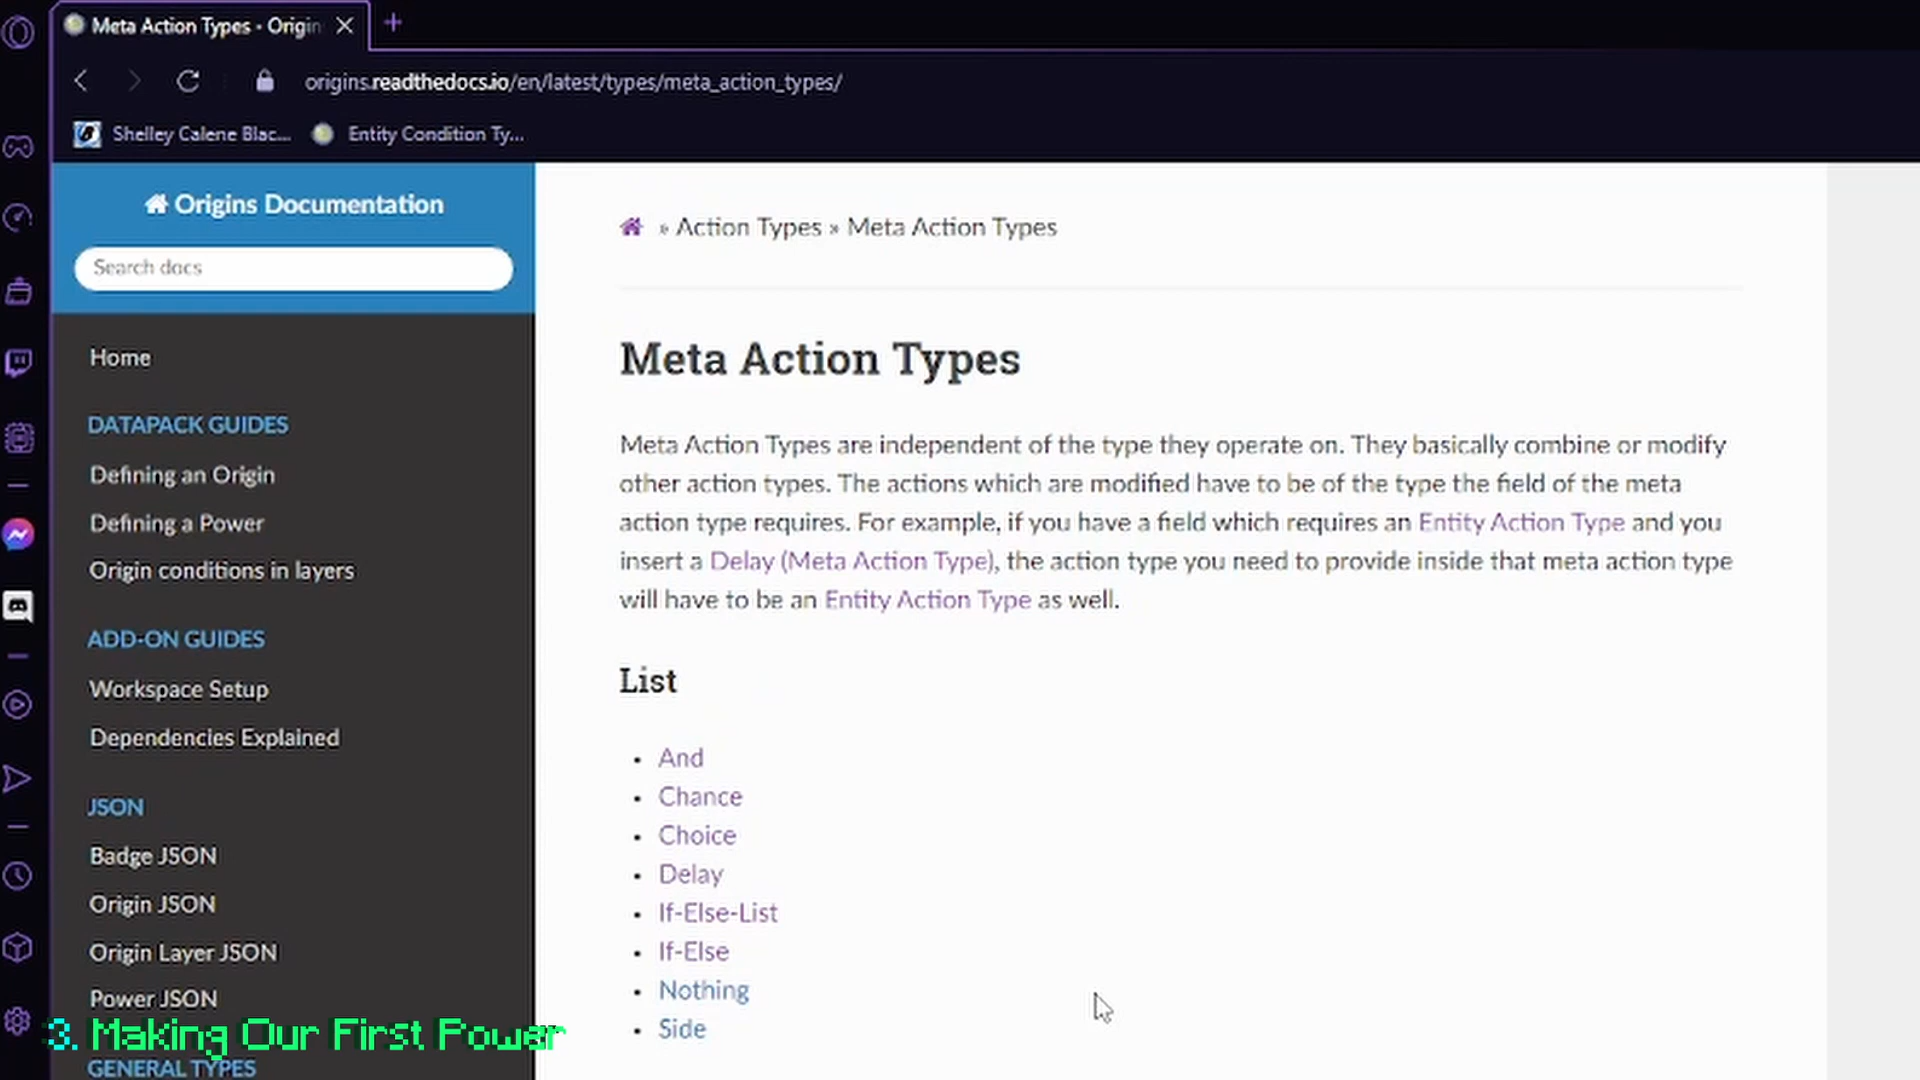 Meta Action Types - Origin
origins.readthedocs.io/en/latest/types/meta_action_types/
Shelley Calene Blac...
Entity Condition Ty...
Origins Documentation
Search docs
Home
DATAPACK GUIDES
Defining an Origin
Defining a Power
Origin conditions in layers
ADD-ON GUIDES
Workspace Setup
Dependencies Explained
JSON
Badge JSON
Origin JSON
Origin Layer JSON
Power JSON
3. Making Our First Power
GENERAL TYPES
» Action Types » Meta Action Types
Meta Action Types
Meta Action Types are independent of the type they operate on. They basically combine or modify
other action types. The actions which are modified have to be of the type the field of the meta
action type requires. For example, if you have a field which requires an Entity Action Type and you
insert a Delay (Meta Action Type), the action type you need to provide inside that meta action type
will have to be an Entity Action Type as well.
List
• And
• Chance
• Choice
• Delay
• If-Else-List
• If-Else
• Nothing
• Side